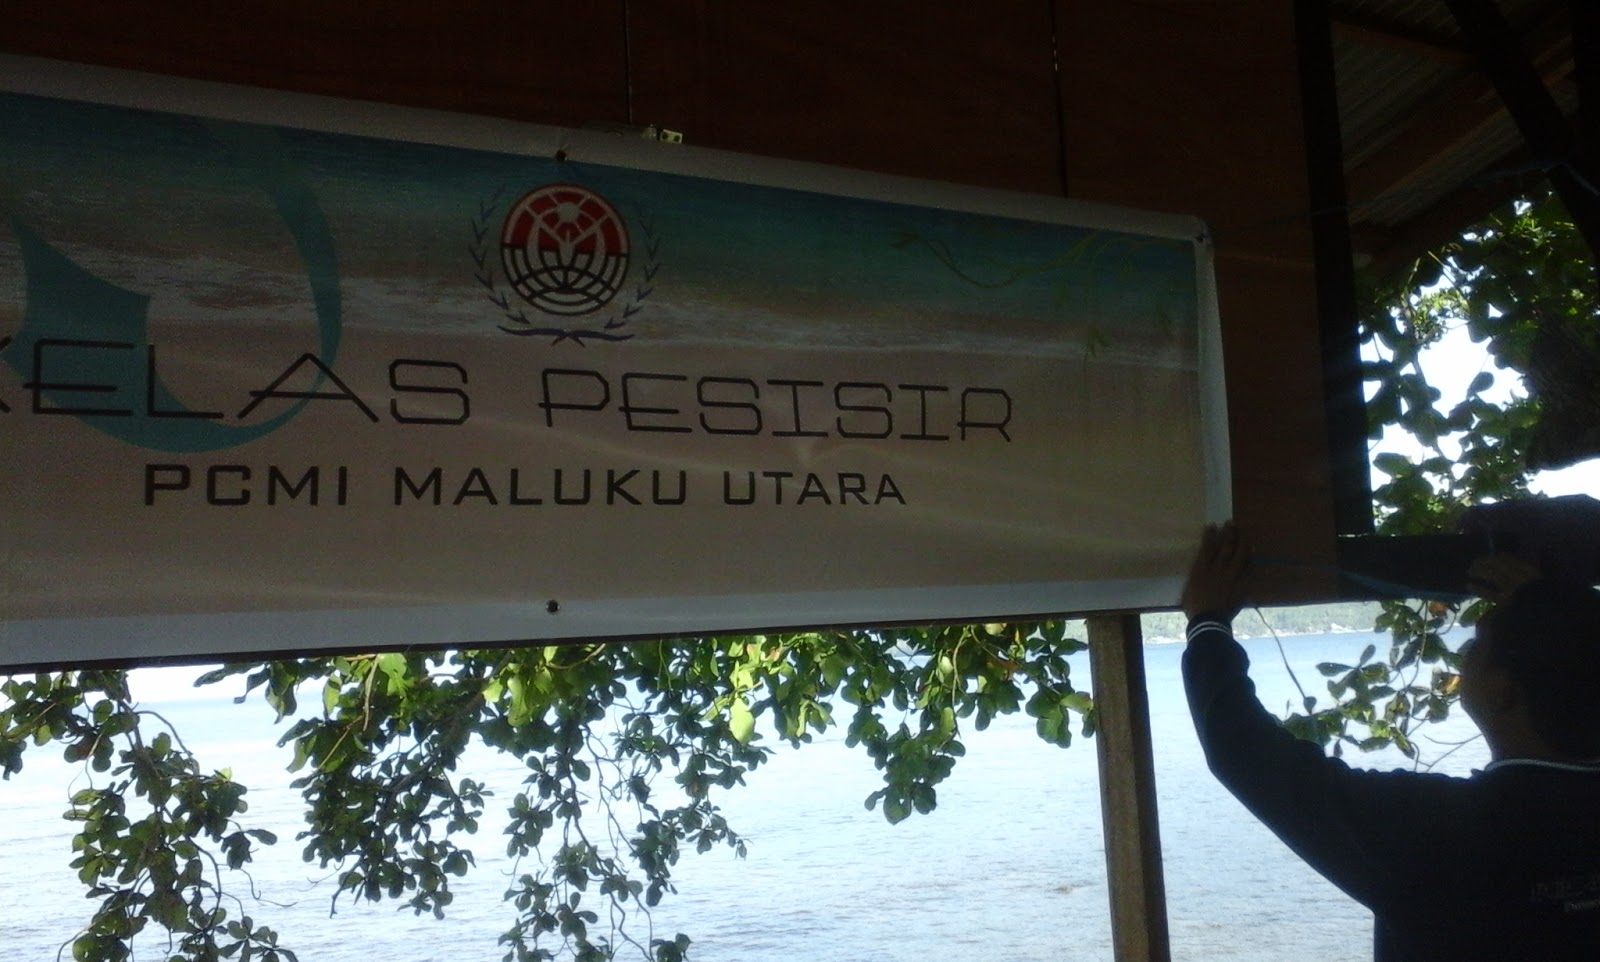 KELAS PESISIR
PCMI MALUKU UTARA